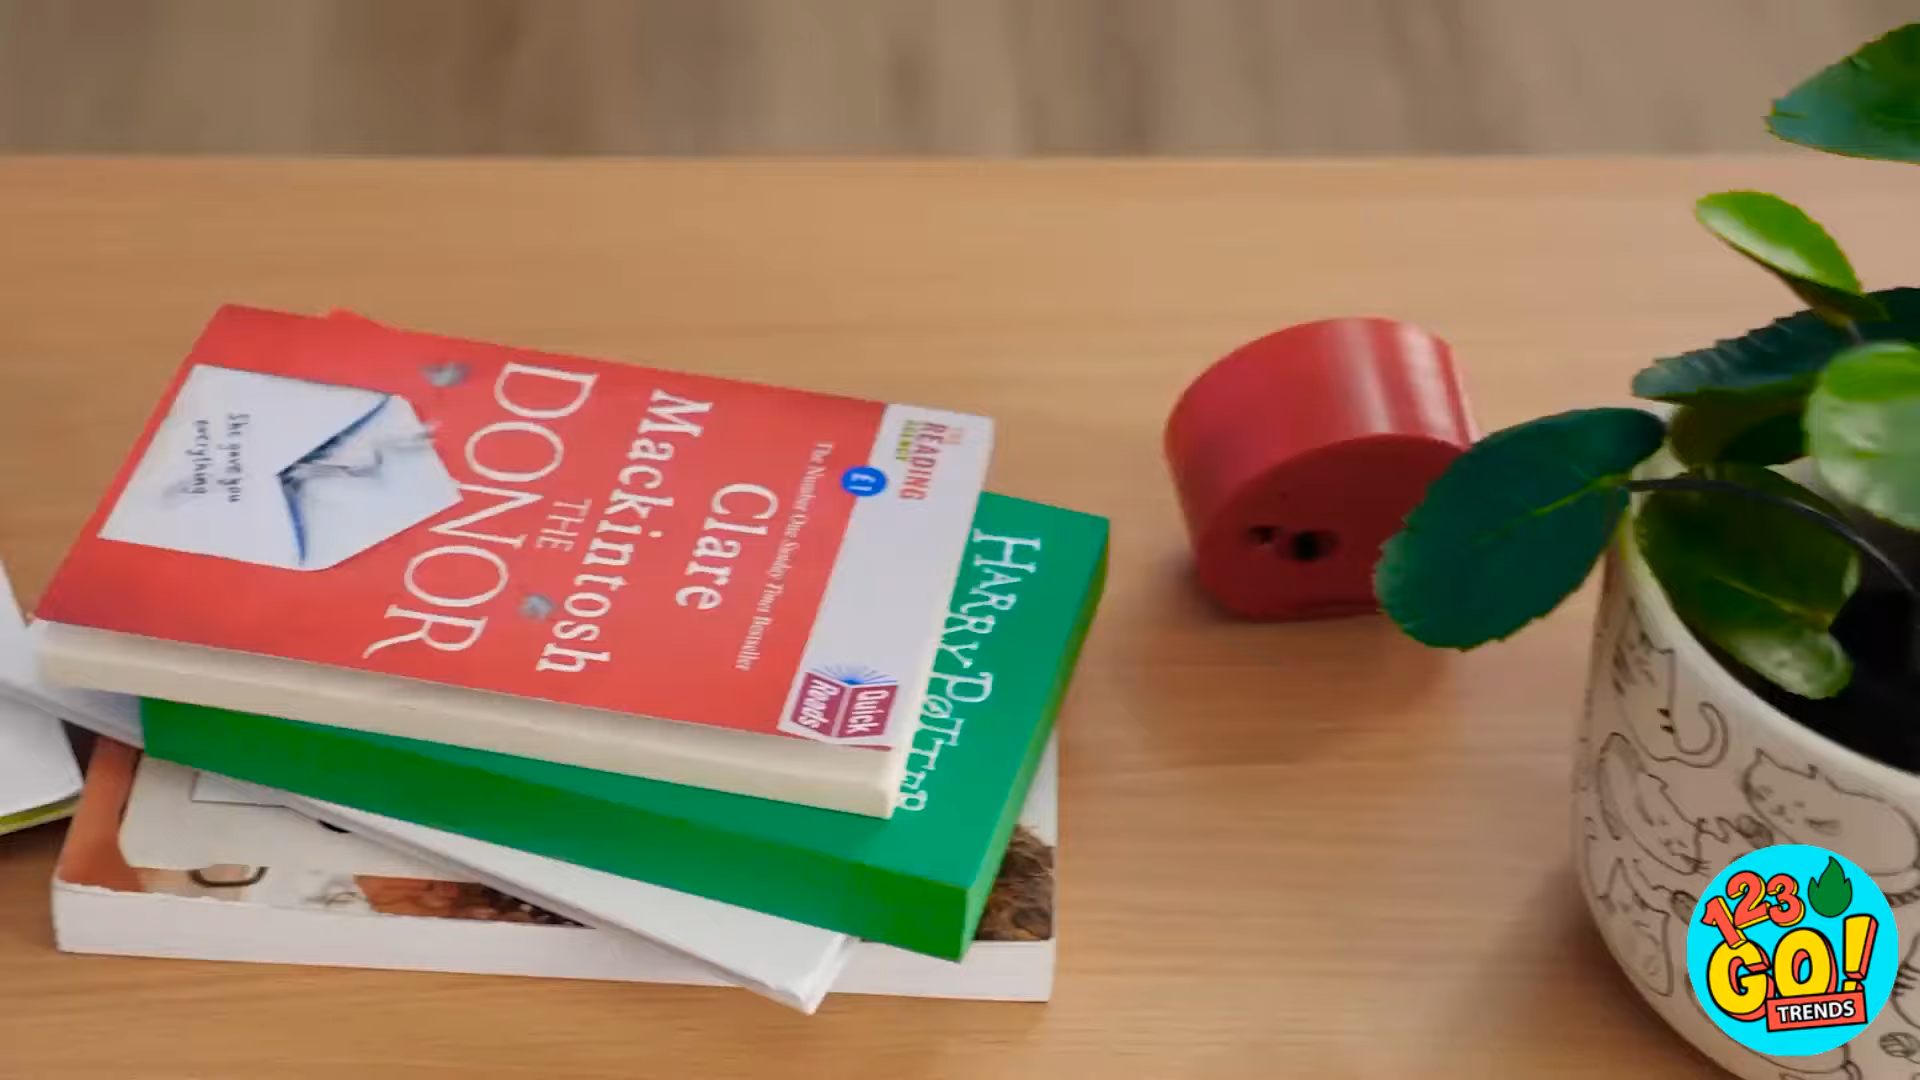 THE
READING
AGENCY
£1
The Number One Sunday Times Bestseller
Clare
Mackintosh
THE
DONOR
She gave you
everything
Quick
Reads
HARRY POTTER
123
GO!
TRENDS